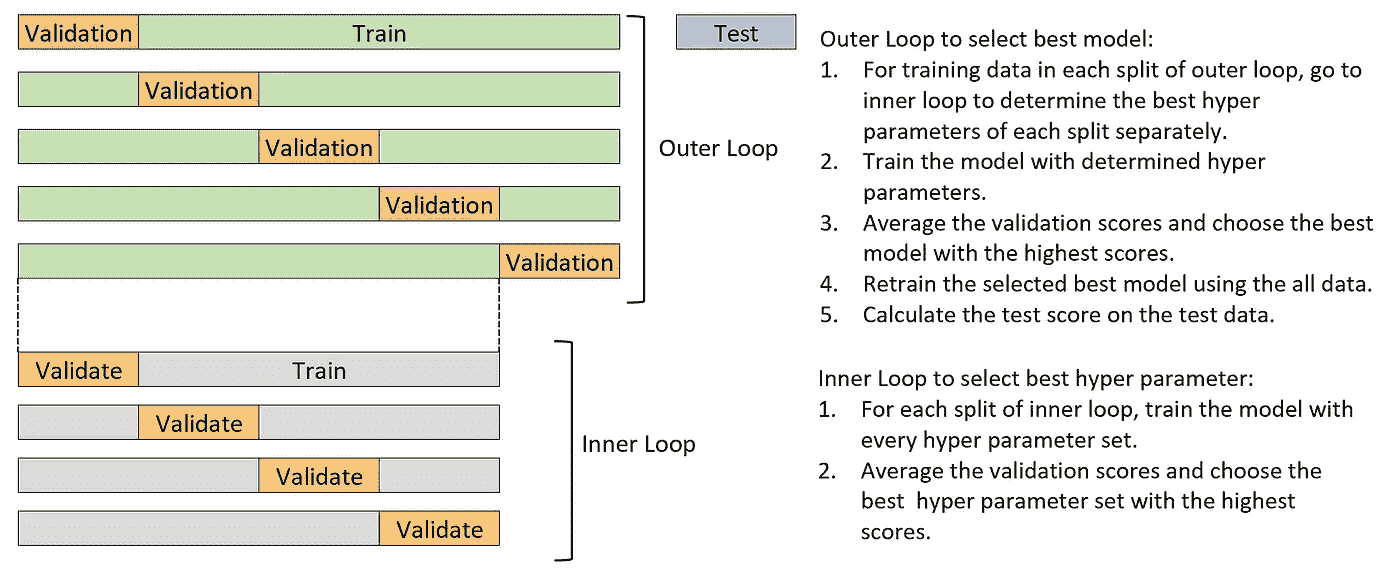 Validation Train Test
Validation
Validation
Outer Loop
Validation
Validation
Validate Train
Validate
Inner Loop
Validate
Validate
Outer Loop to select best model:
1. For training data in each split of outer loop, go to
inner loop to determine the best hyper
parameters of each split separately.
2. Train the model with determined hyper
parameters.
3. Average the validation scores and choose the best
model with the highest scores.
4. Retrain the selected best model using the all data.
5. Calculate the test score on the test data.
Inner Loop to select best hyper parameter:
1. For each split of inner loop, train the model with
every hyper parameter set.
2. Average the validation scores and choose the
best hyper parameter set with the highest
scores.